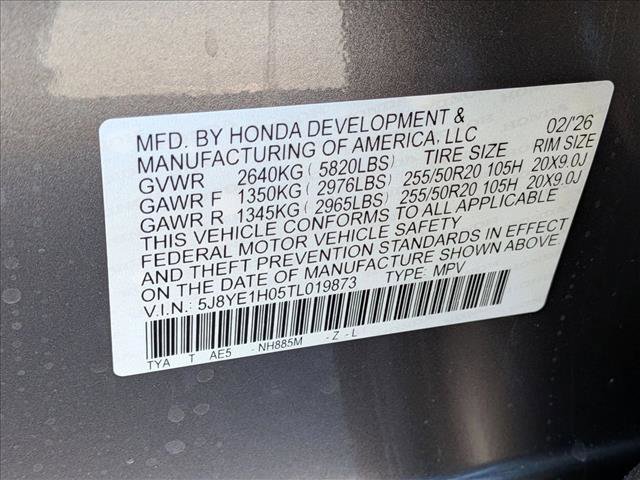 MFD. BY HONDA DEVELOPMENT & 02/'26
MANUFACTURING OF AMERICA, LLC
GVWR 2640KG ( 5820LBS) TIRE SIZE RIM SIZE
GAWR F 1350KG ( 2976LBS) 255/50R20 105H 20X9.0J
GAWR R 1345KG ( 2965LBS) 255/50R20 105H 20X9.0J
THIS VEHICLE CONFORMS TO ALL APPLICABLE
FEDERAL MOTOR VEHICLE SAFETY
AND THEFT PREVENTION STANDARDS IN EFFECT
ON THE DATE OF MANUFACTURE SHOWN ABOVE.
V.I.N.: 5J8YE1H05TL019873 TYPE: MPV
TYA T AE5 - NH885M - Z - L